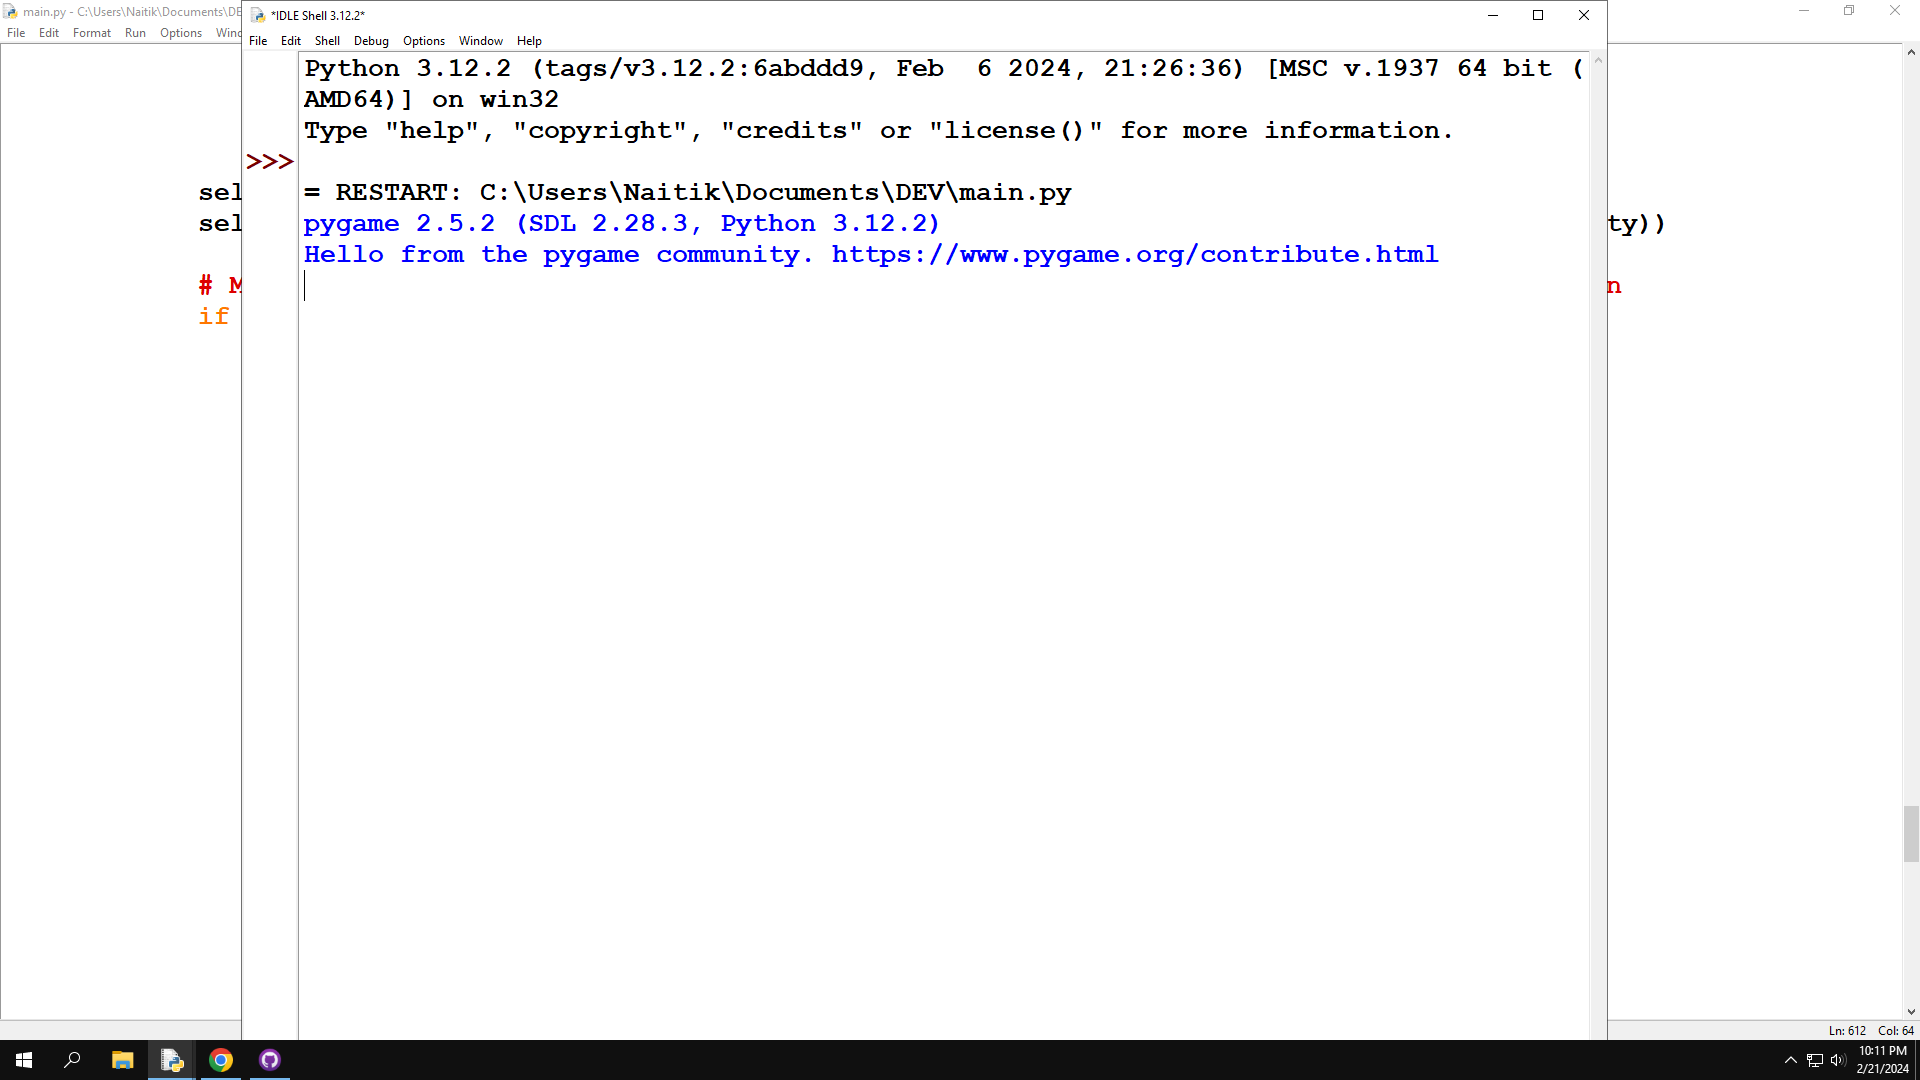 main.py - C:\Users\Naitik\Documents\DE
File Edit Format Run Options Wind
*IDLE Shell 3.12.2*
File Edit Shell Debug Options Window Help
Python 3.12.2 (tags/v3.12.2:6abddd9, Feb  6 2024, 21:26:36) [MSC v.1937 64 bit (
AMD64)] on win32
Type "help", "copyright", "credits" or "license()" for more information.
>>>
= RESTART: C:\Users\Naitik\Documents\DEV\main.py
pygame 2.5.2 (SDL 2.28.3, Python 3.12.2)
Hello from the pygame community. https://www.pygame.org/contribute.html
sel
sel
ty))
# M
n
if
Ln: 612 Col: 64
10:11 PM
2/21/2024